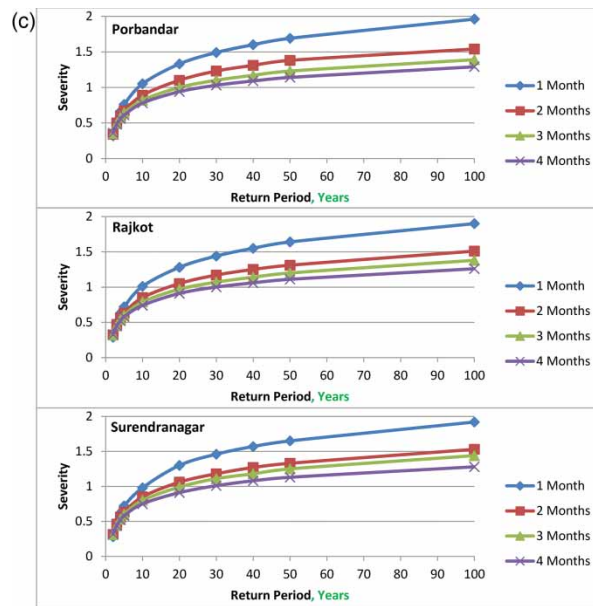 (c)
Porbandar
2
1.5
1
0.5
0
Severity
0 10 20 30 40 50 60 70 80 90 100
Return Period, Years
1 Month
2 Months
3 Months
4 Months
Rajkot
2
1.5
1
0.5
0
Severity
0 10 20 30 40 50 60 70 80 90 100
Return Period, Years
1 Month
2 Months
3 Months
4 Months
Surendranagar
2
1.5
1
0.5
0
Severity
0 10 20 30 40 50 60 70 80 90 100
Return Period, Years
1 Month
2 Months
3 Months
4 Months